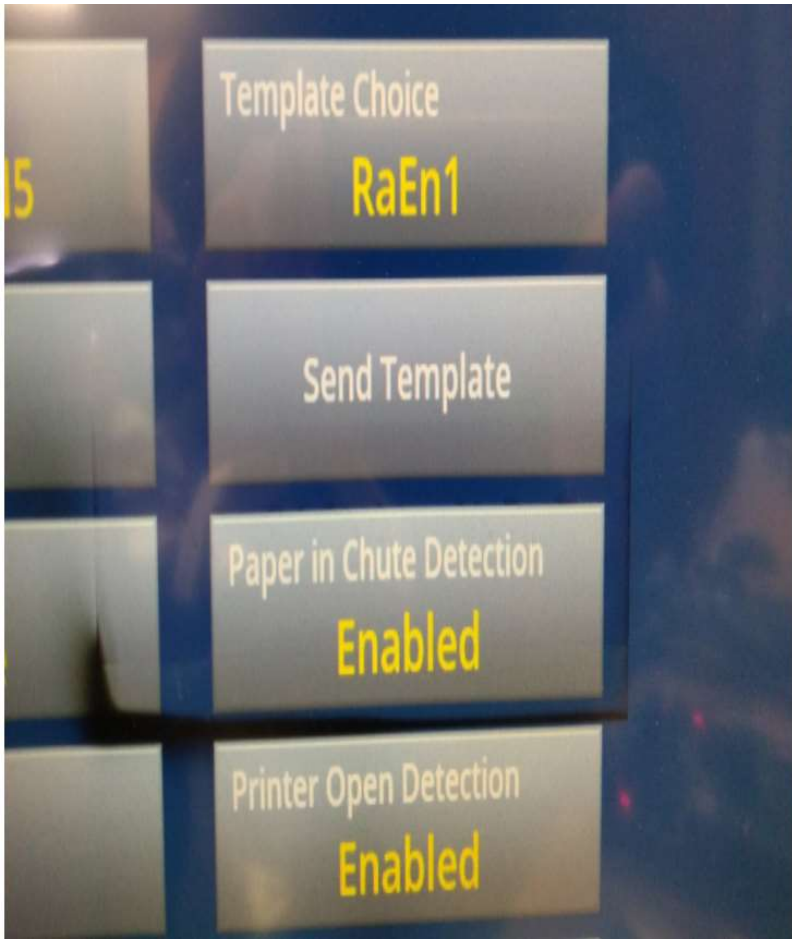 Template Choice
RaEn1
Send Template
Paper in Chute Detection
Enabled
Printer Open Detection
Enabled